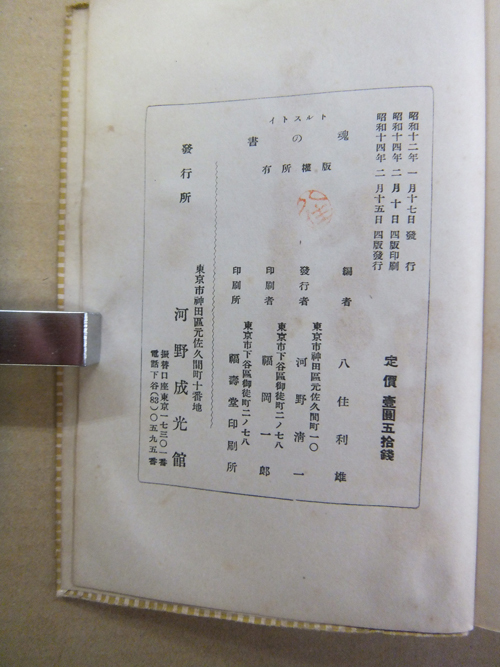 昭和十二年一月十七日發行
昭和十四年二月十日四版印刷
昭和十四年二月十五日四版發行
定價壹圓五拾錢
トルストイ
魂の書
版權所有
編者 八住利雄
東京市神田區元佐久間町一〇
發行者 河野清一
東京市下谷區御徒町二ノ七八
印刷者 福岡一郎
東京市下谷區御徒町二ノ七八
印刷所 福壽堂印刷所
發行所
東京市神田區元佐久間町十番地
河野成光館
振替口座東京一七三〇一番
電話下谷(83)〇五九五番